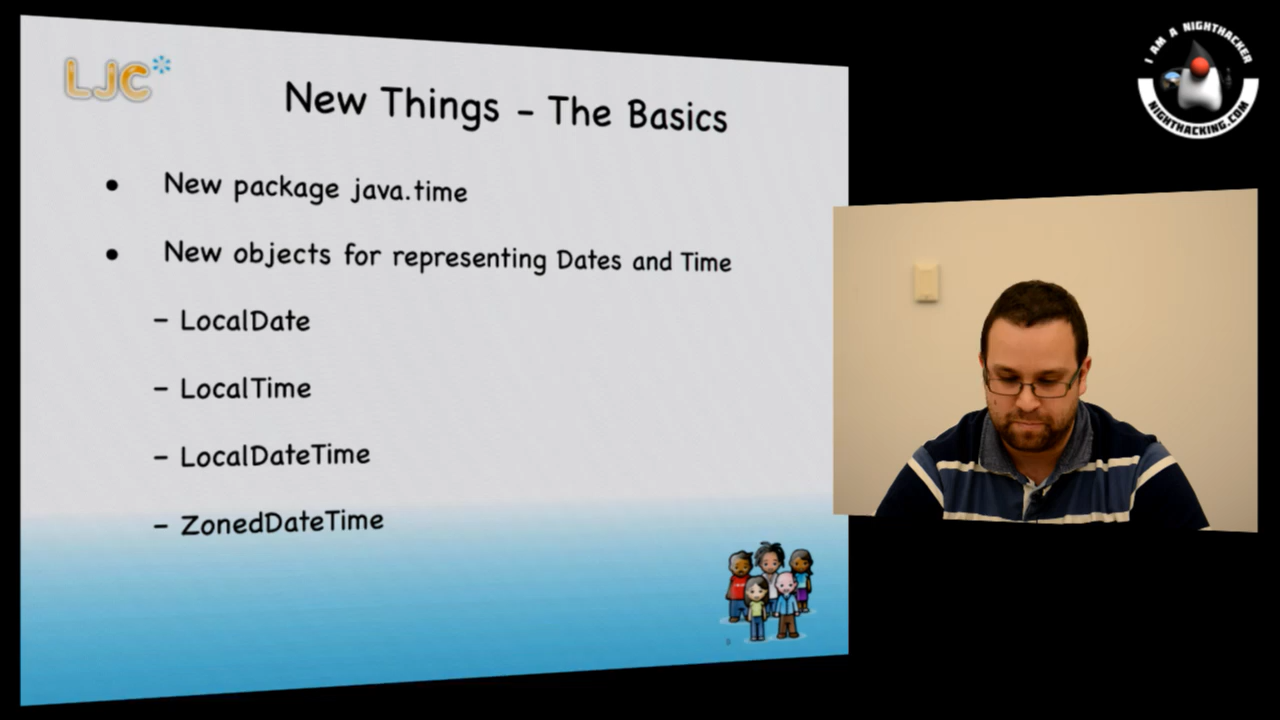 LJC*
New Things - The Basics
• New package java.time
• New objects for representing Dates and Time
- LocalDate
- LocalTime
- LocalDateTime
- ZonedDateTime
I AM A NIGHTHACKER
NIGHTHACKING.COM